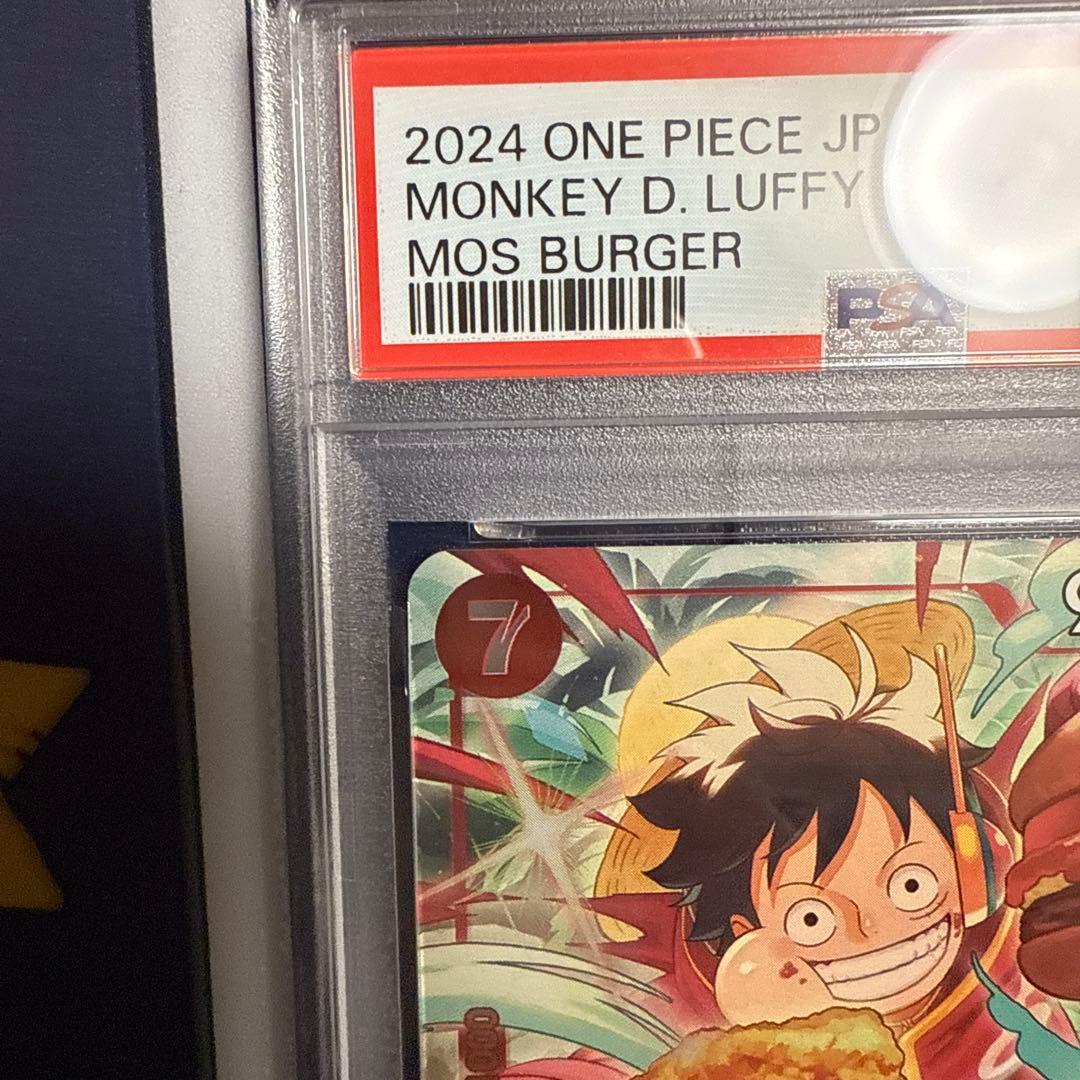 2024 ONE PIECE JP
MONKEY D. LUFFY
MOS BURGER
PSA
7